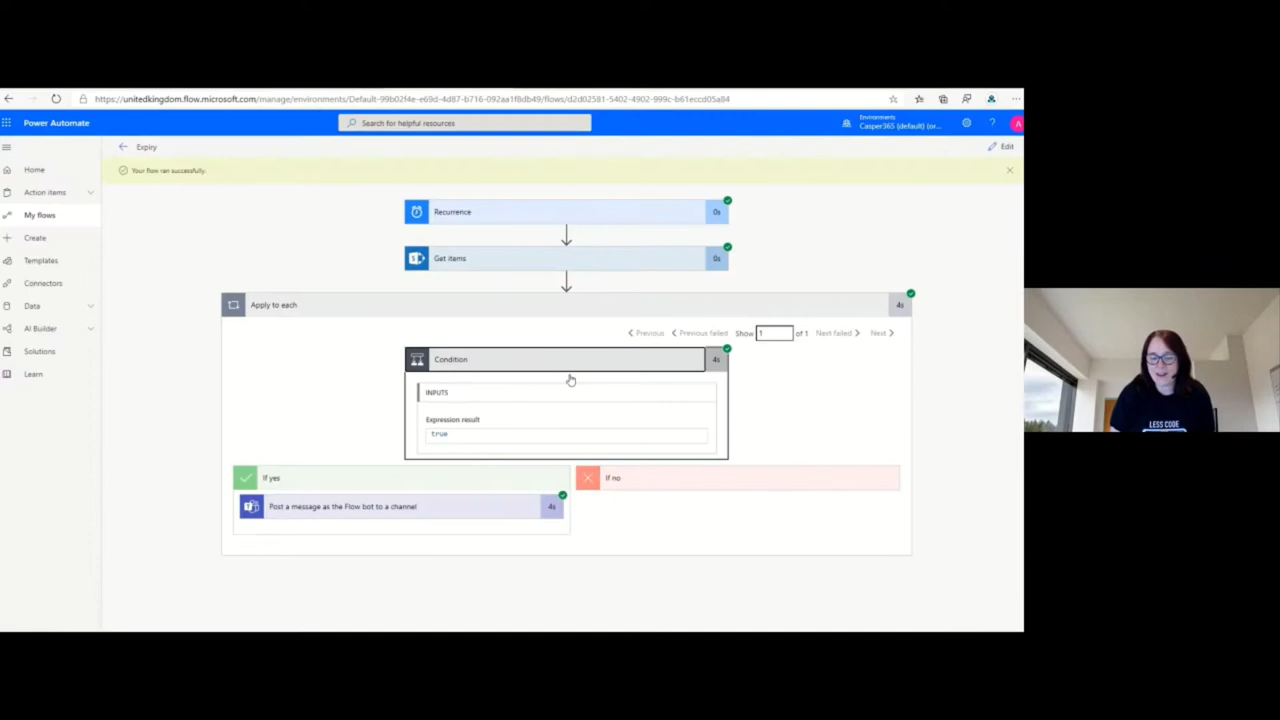 https://unitedkingdom.flow.microsoft.com/manage/environments/Default-99b02f4e-e69d-4d87-b716-092aa1f8db49/flows/d2d02581-5402-4902-999c-b61eccd05a84
Power Automate
Search for helpful resources
Environments
Casper365 (default) (or...
?
A
Expiry
Edit
Your flow ran successfully.
Home
Action items
My flows
Create
Templates
Connectors
Data
AI Builder
Solutions
Learn
Recurrence
0s
Get items
0s
Apply to each
4s
Previous
Previous failed
Show
1
of 1
Next failed
Next
Condition
4s
INPUTS
Expression result
true
If yes
If no
Post a message as the Flow bot to a channel
4s
LESS CODE